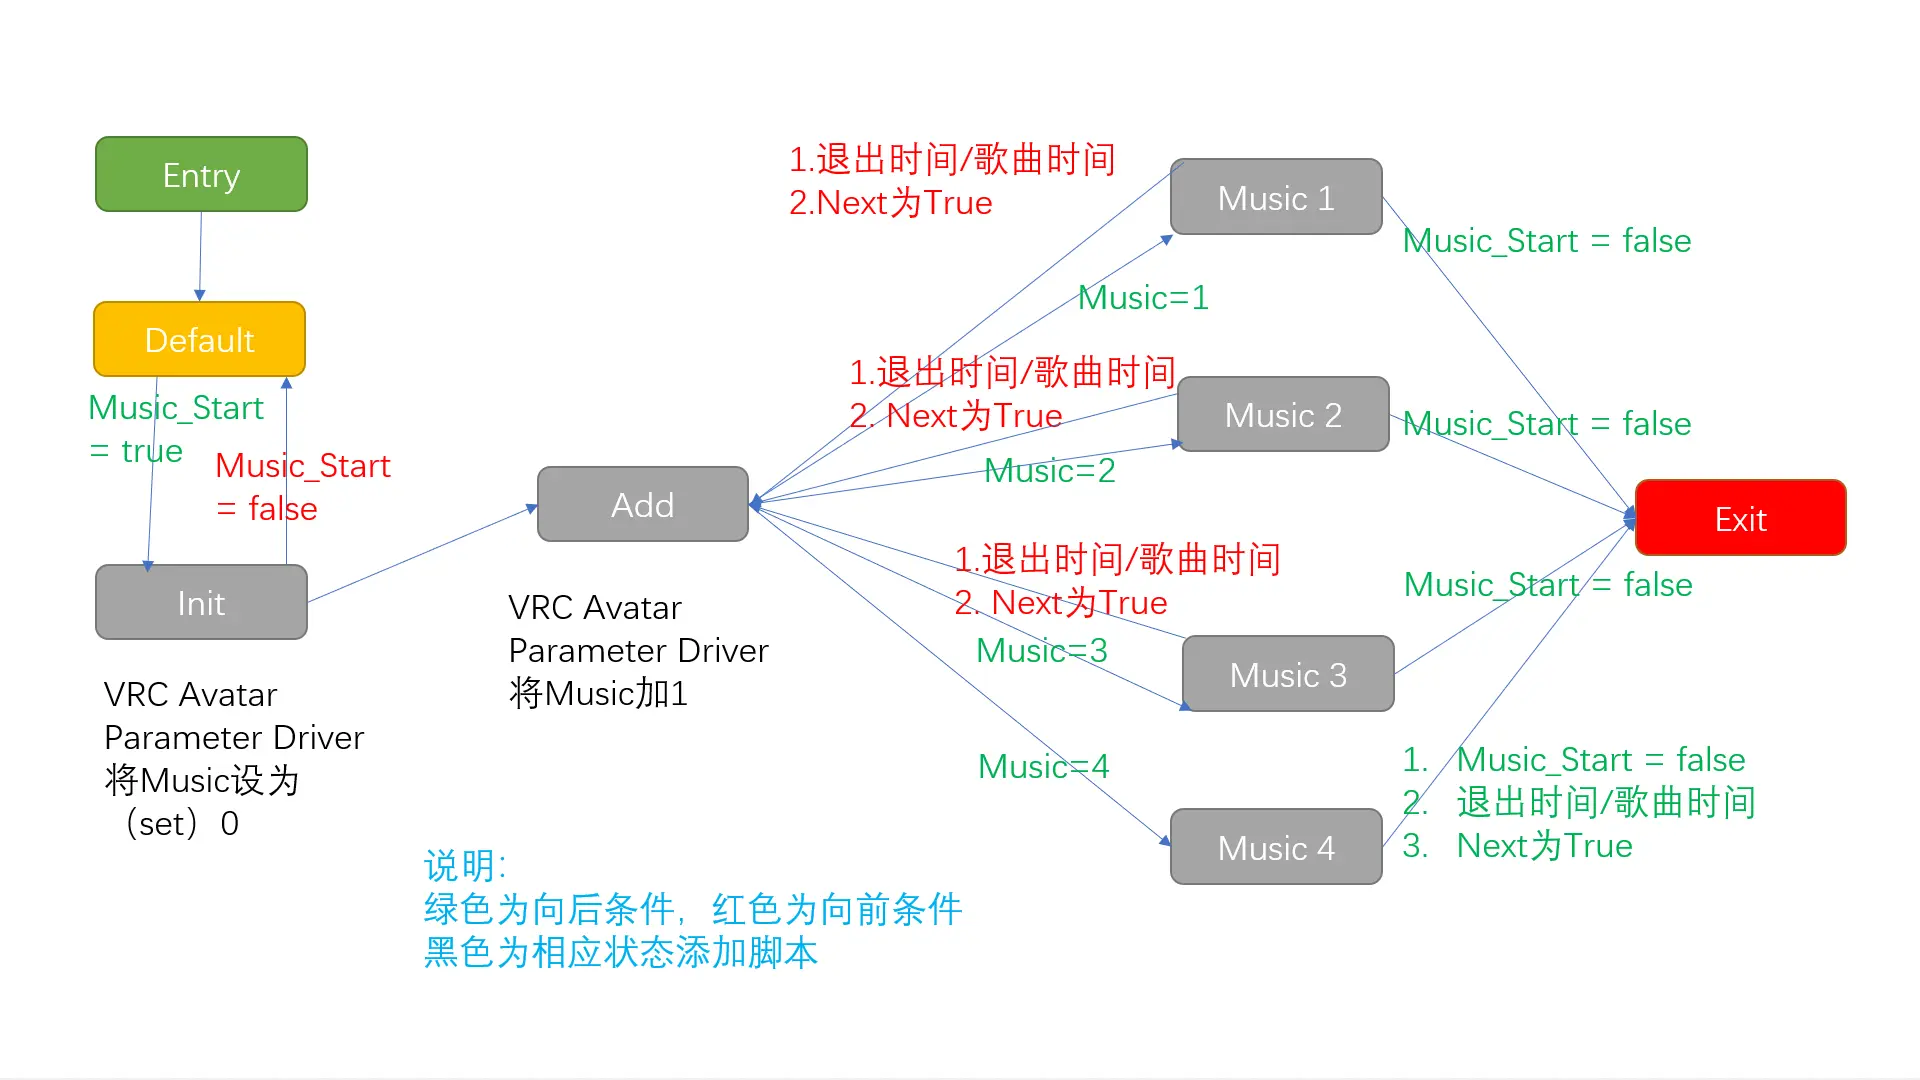 Entry
Default
Music_Start
= true
Music_Start
= false
Init
VRC Avatar
Parameter Driver
将Music设为
（set）0
Add
VRC Avatar
Parameter Driver
将Music加1
1.退出时间/歌曲时间
2.Next为True
Music=1
Music 1
Music_Start = false
1.退出时间/歌曲时间
2. Next为True
Music=2
Music 2
Music_Start = false
1.退出时间/歌曲时间
2. Next为True
Music=3
Music 3
Music_Start = false
Exit
Music=4
Music 4
1. Music_Start = false
2. 退出时间/歌曲时间
3. Next为True
说明：
绿色为向后条件，红色为向前条件
黑色为相应状态添加脚本